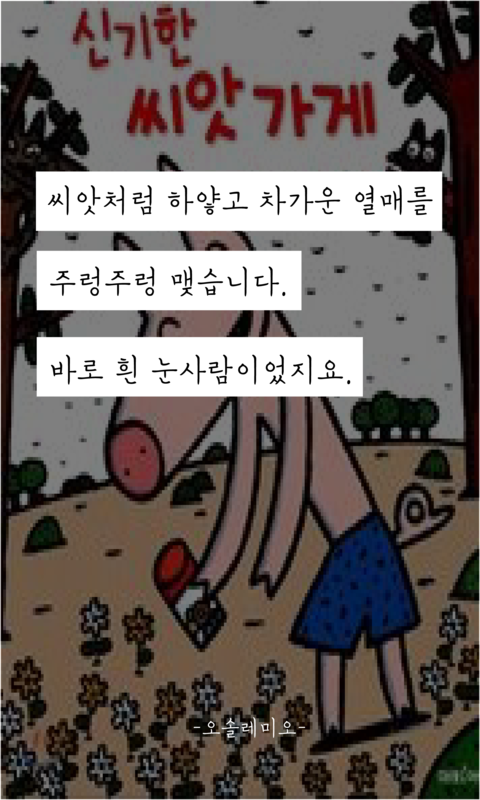 신기한
씨앗 가게
씨앗처럼 하얗고 차가운 열매를
주렁주렁 맺습니다.
바로 흰 눈사람이었지요.
-오솔레미오-